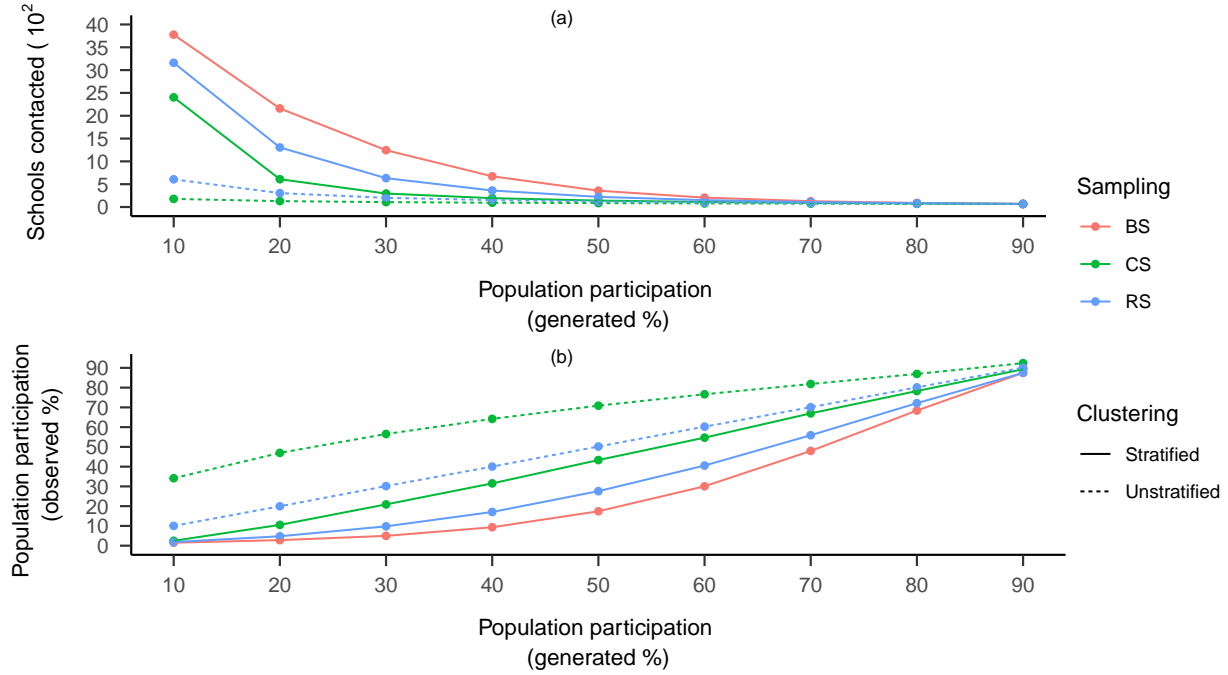 (a)
Schools contacted ( 10²
40
35
30
25
20
15
10
5
0
10 20 30 40 50 60 70 80 90
Population participation
(generated %)
(b)
Population participation
(observed %)
90
80
70
60
50
40
30
20
10
0
10 20 30 40 50 60 70 80 90
Population participation
(generated %)
Sampling
BS
CS
RS
Clustering
Stratified
Unstratified